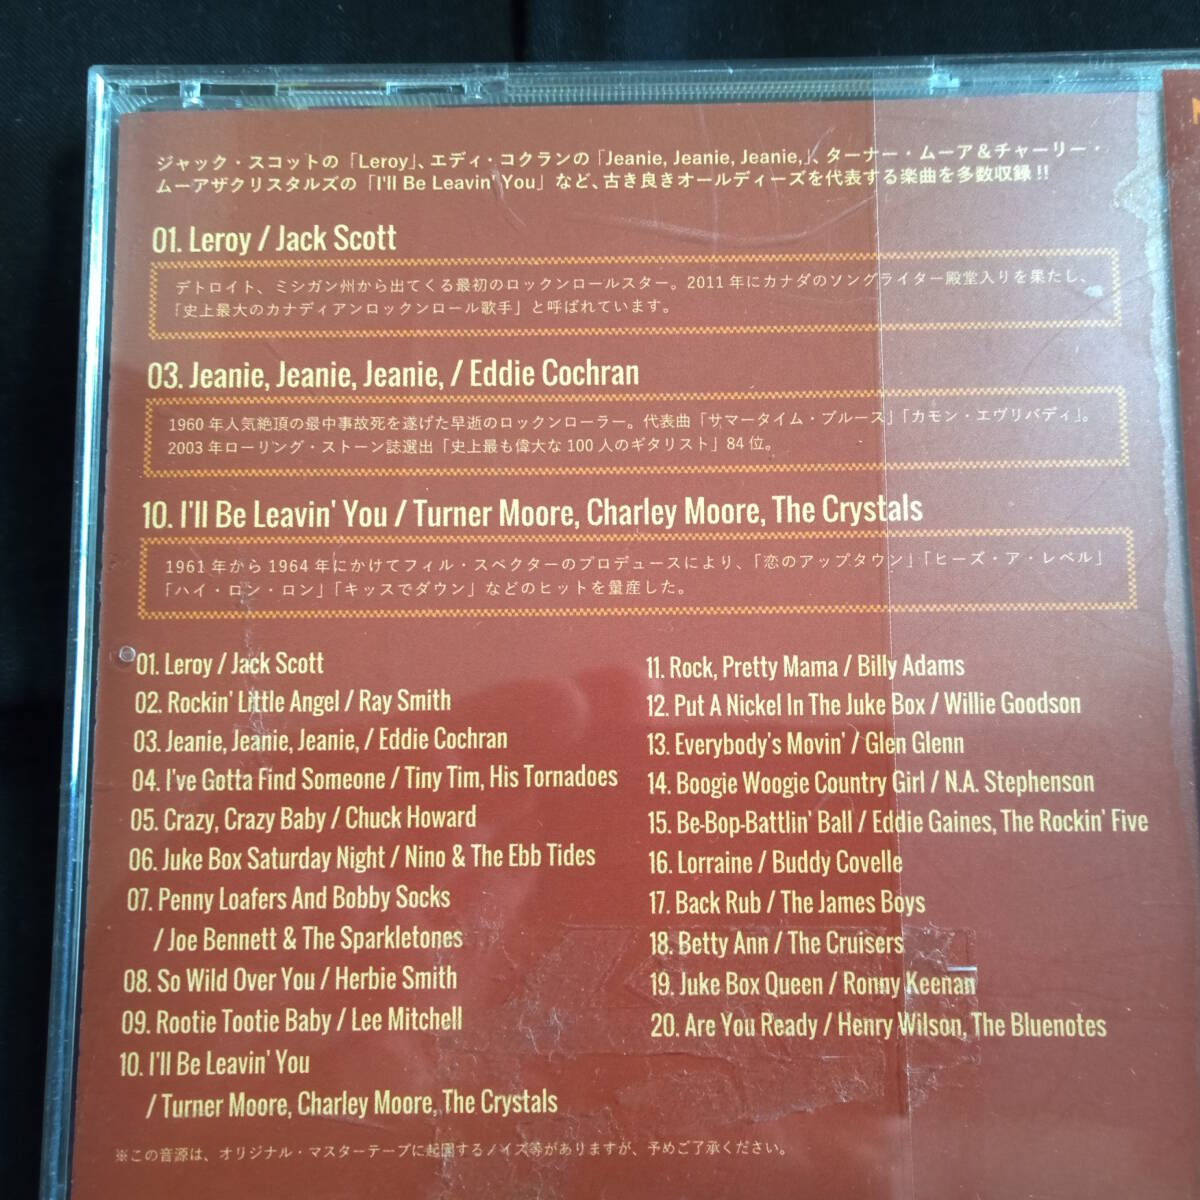 ジャック・スコットの「Leroy」、エディ・コクランの「Jeanie, Jeanie, Jeanie,」、ターナー・ムーア＆チャーリー・
ムーアザクリスタルズの「I'll Be Leavin' You」など、古き良きオールディーズを代表する楽曲を多数収録!!
01. Leroy / Jack Scott
デトロイト、ミシガン州から出てくる最初のロックンロールスター。2011年にカナダのソングライター殿堂入りを果たし、
「史上最大のカナディアンロックンロール歌手」と呼ばれています。
03. Jeanie, Jeanie, Jeanie, / Eddie Cochran
1960年人気絶頂の最中事故死を遂げた早逝のロックンローラー。代表曲「サマータイム・ブルース」「カモン・エヴリバディ」。
2003年ローリング・ストーン誌選出「史上最も偉大な100人のギタリスト」84位。
10. I'll Be Leavin' You / Turner Moore, Charley Moore, The Crystals
1961年から1964年にかけてフィル・スペクターのプロデュースにより、「恋のアップタウン」「ヒーズ・ア・レベル」
「ハイ・ロン・ロン」「キッスでダウン」などのヒットを量産した。
01. Leroy / Jack Scott
02. Rockin' Little Angel / Ray Smith
03. Jeanie, Jeanie, Jeanie, / Eddie Cochran
04. I've Gotta Find Someone / Tiny Tim, His Tornadoes
05. Crazy, Crazy Baby / Chuck Howard
06. Juke Box Saturday Night / Nino & The Ebb Tides
07. Penny Loafers And Bobby Socks
/ Joe Bennett & The Sparkletones
08. So Wild Over You / Herbie Smith
09. Rootie Tootie Baby / Lee Mitchell
10. I'll Be Leavin' You
/ Turner Moore, Charley Moore, The Crystals
11. Rock, Pretty Mama / Billy Adams
12. Put A Nickel In The Juke Box / Willie Goodson
13. Everybody's Movin' / Glen Glenn
14. Boogie Woogie Country Girl / N.A. Stephenson
15. Be-Bop-Battlin' Ball / Eddie Gaines, The Rockin' Five
16. Lorraine / Buddy Covelle
17. Back Rub / The James Boys
18. Betty Ann / The Cruisers
19. Juke Box Queen / Ronny Keenan
20. Are You Ready / Henry Wilson, The Bluenotes
※この音源は、オリジナル・マスターテープに起因するノイズ等がありますが、予めご了承ください。